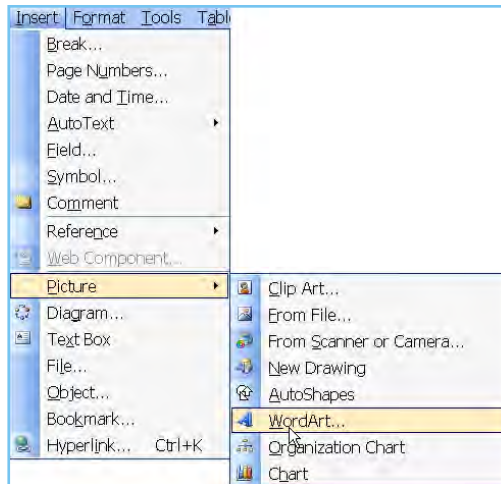 Insert Format Tools Tabl
Break...
Page Numbers...
Date and Time...
AutoText
Field...
Symbol...
Comment
Reference
Web Component...
Picture
Diagram...
Text Box
File...
Object...
Bookmark...
Hyperlink... Ctrl+K
Clip Art...
From File...
From Scanner or Camera...
New Drawing
AutoShapes
WordArt...
Organization Chart
Chart